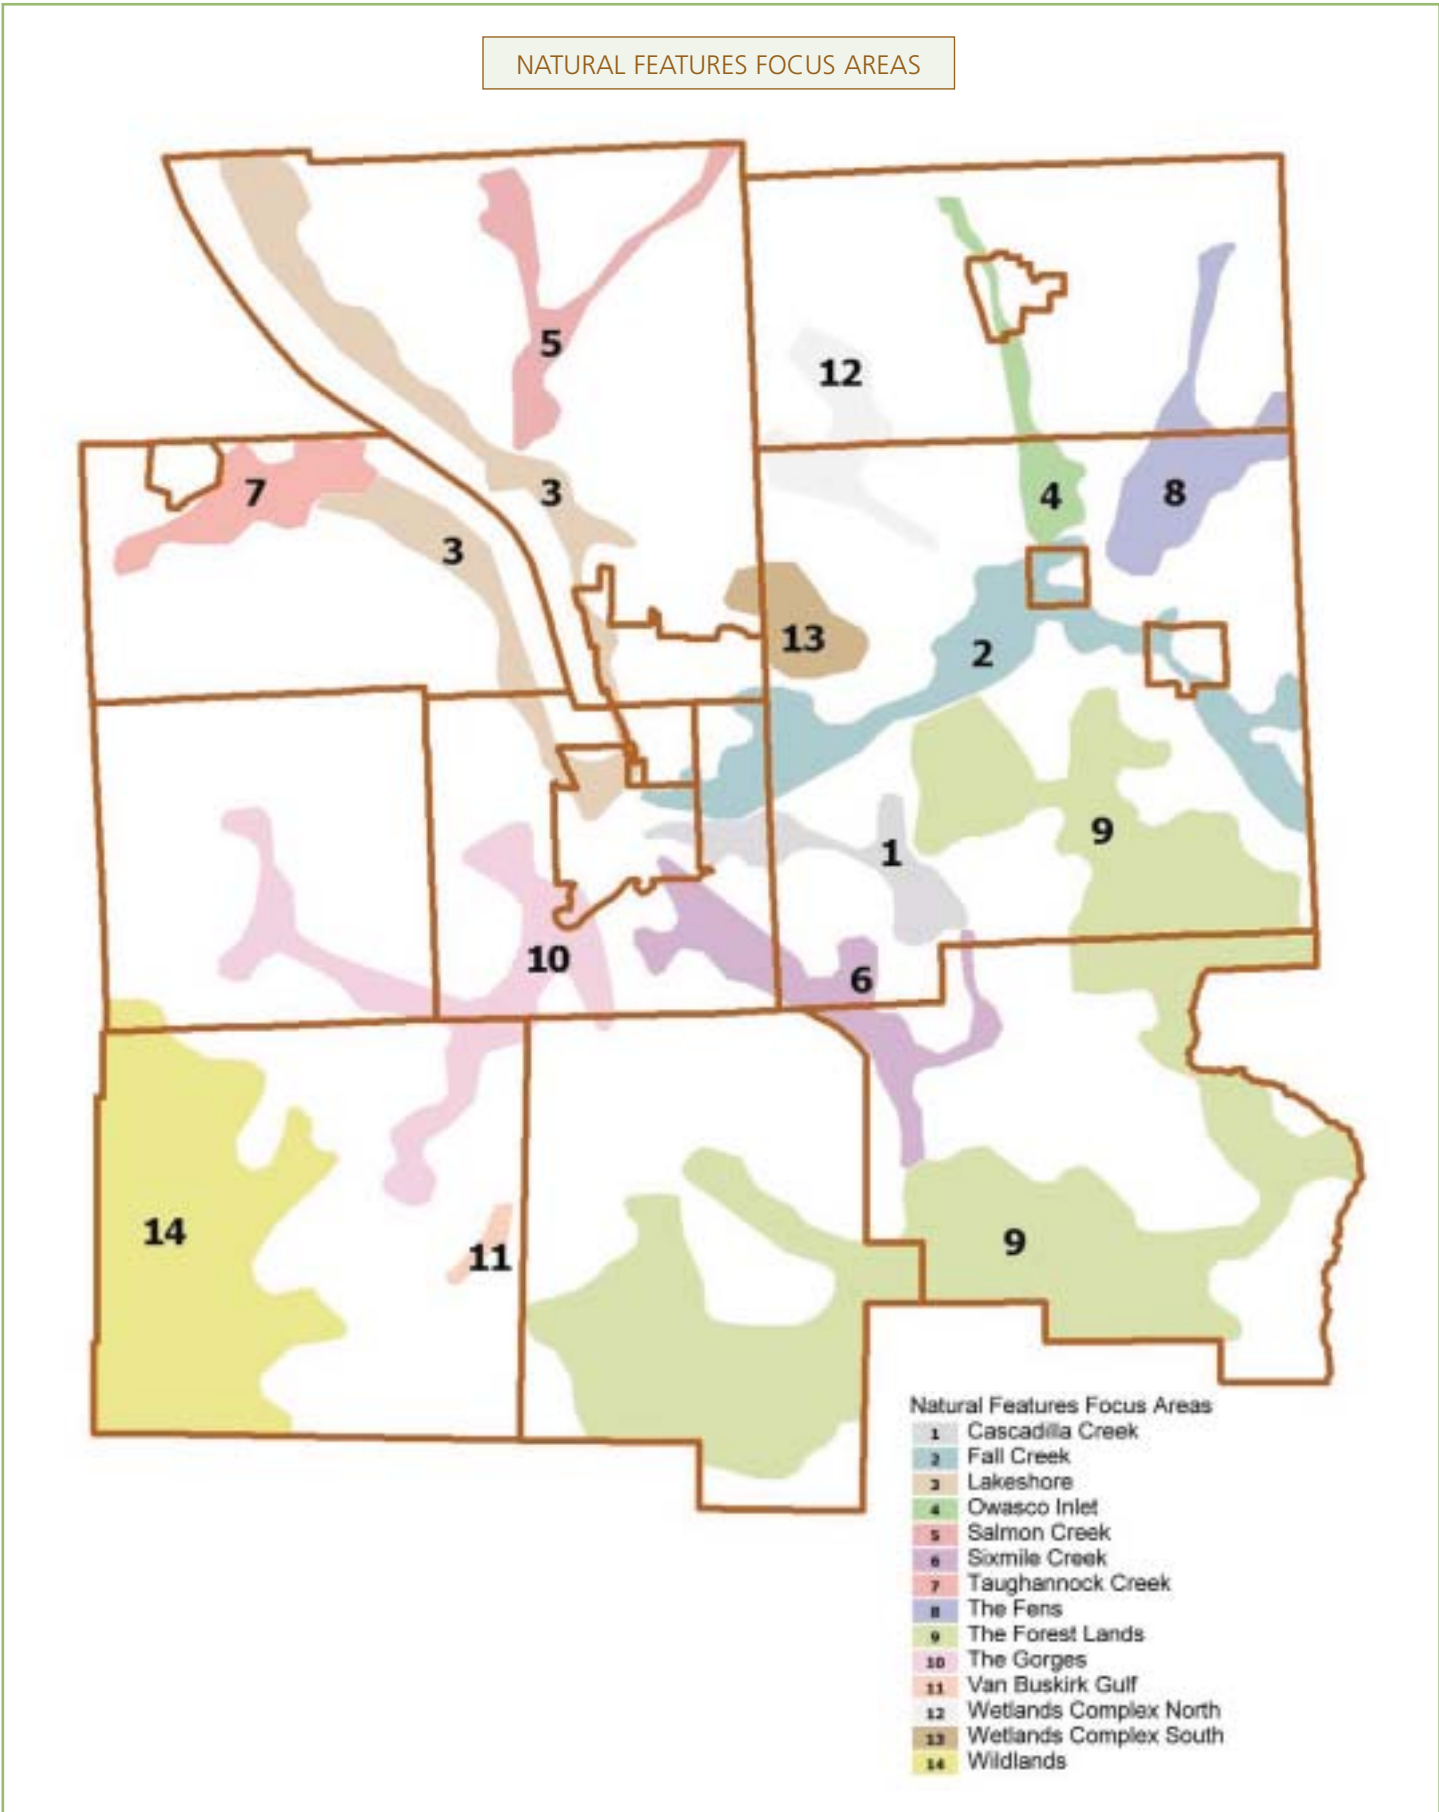 NATURAL FEATURES FOCUS AREAS
5
12
7
3
4
8
3
13
2
9
1
10
6
14
11
9
Natural Features Focus Areas
1 Cascadilla Creek
2 Fall Creek
3 Lakeshore
4 Owasco Inlet
5 Salmon Creek
6 Sixmile Creek
7 Taughannock Creek
8 The Fens
9 The Forest Lands
10 The Gorges
11 Van Buskirk Gulf
12 Wetlands Complex North
13 Wetlands Complex South
14 Wildlands